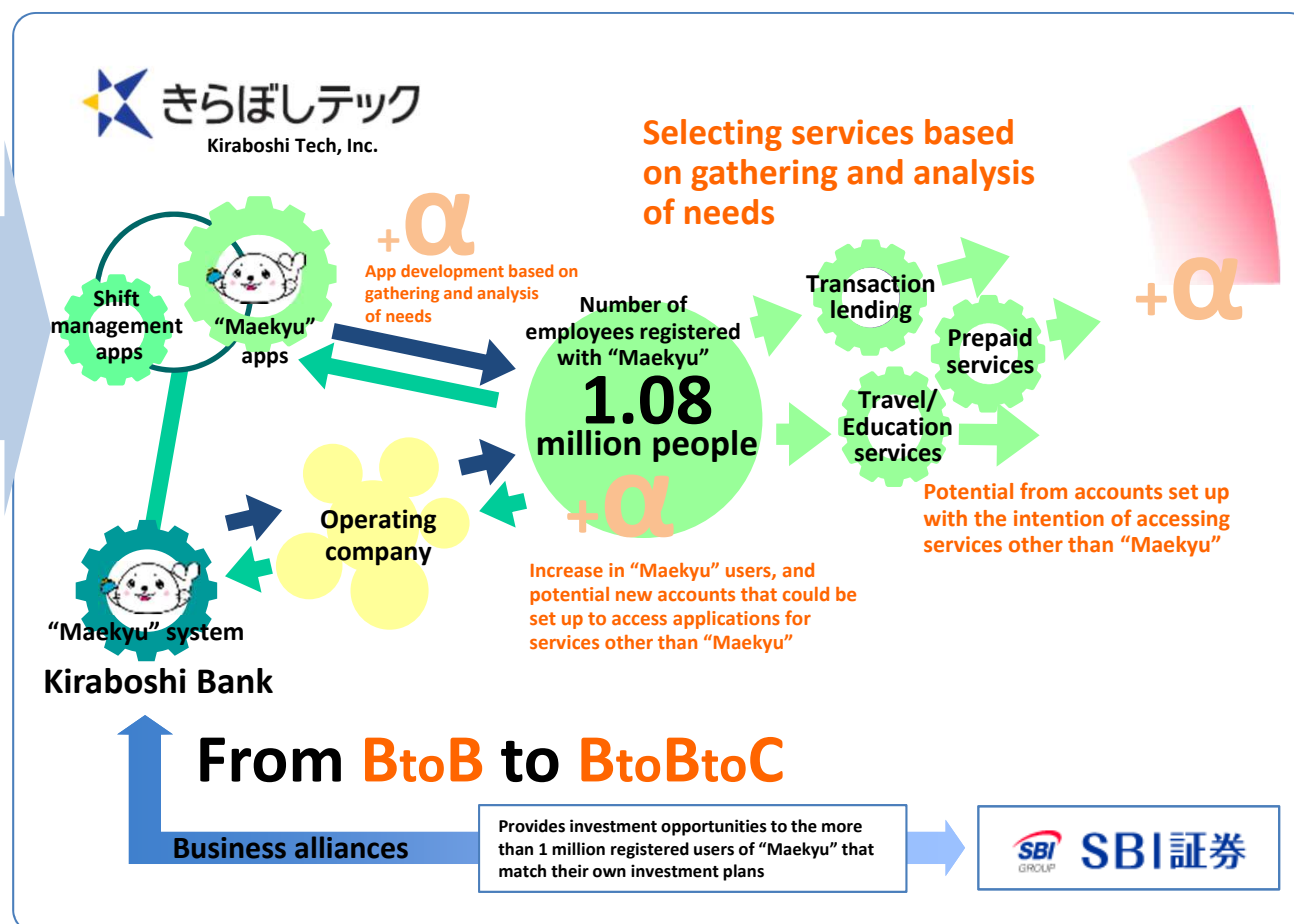 きらぼしテック
Kiraboshi Tech, Inc.
Selecting services based
on gathering and analysis
of needs
+α
App development based on
gathering and analysis
of needs
Shift
management
apps
“Maekyu”
apps
Number of
employees registered
with “Maekyu”
1.08
million people
+α
Transaction
lending
Prepaid
services
Travel/
Education
services
+α
Potential from accounts set up
with the intention of accessing
services other than “Maekyu”
Operating
company
Increase in “Maekyu” users, and
potential new accounts that could be
set up to access applications for
services other than “Maekyu”
“Maekyu” system
Kiraboshi Bank
From BtoB to BtoBtoC
Business alliances
Provides investment opportunities to the more
than 1 million registered users of “Maekyu” that
match their own investment plans
SBI
GROUP
SBI証券